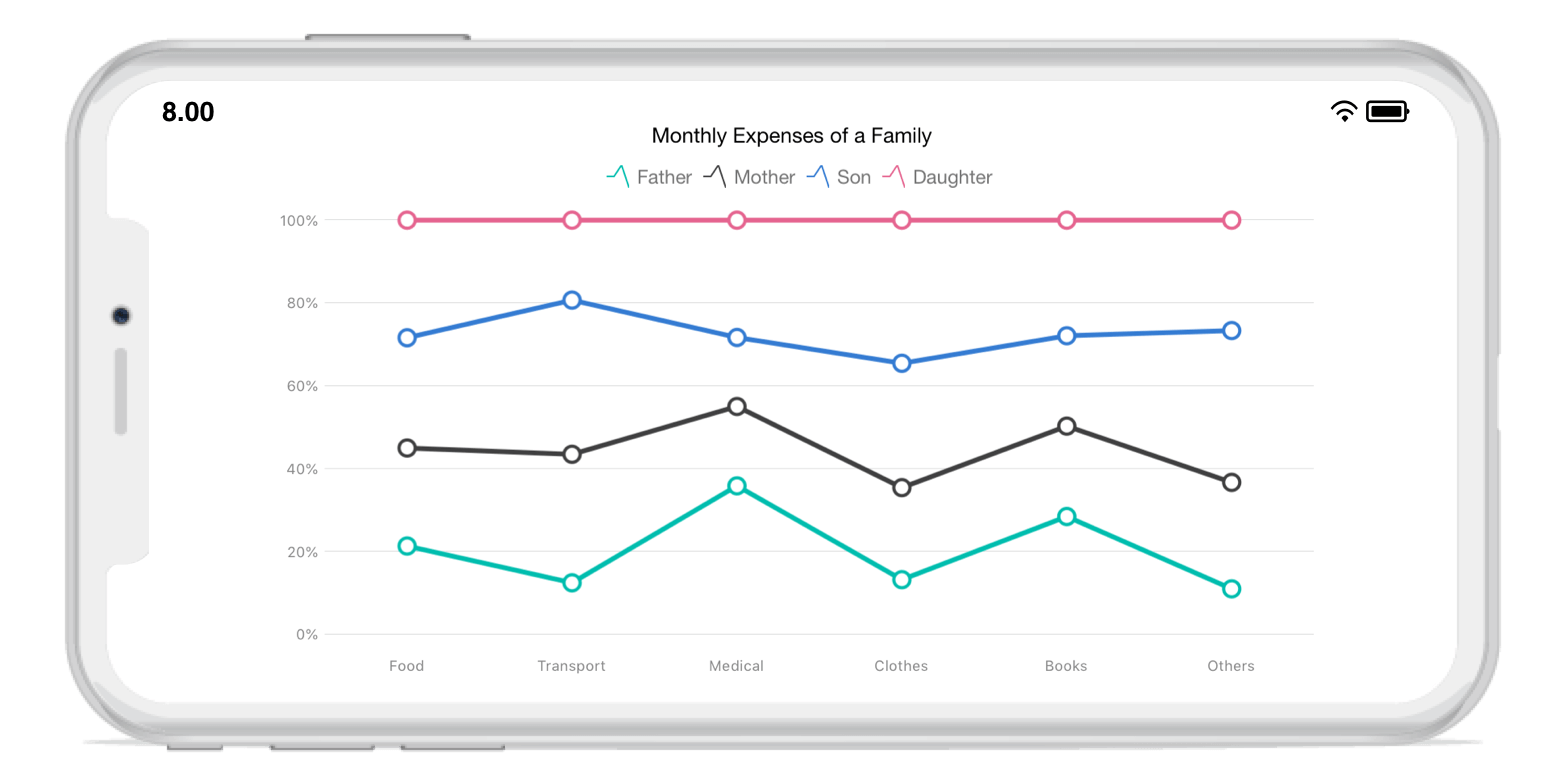 8.00
Monthly Expenses of a Family
Father Mother Son Daughter
100%
80%
60%
40%
20%
0%
Food Transport Medical Clothes Books Others